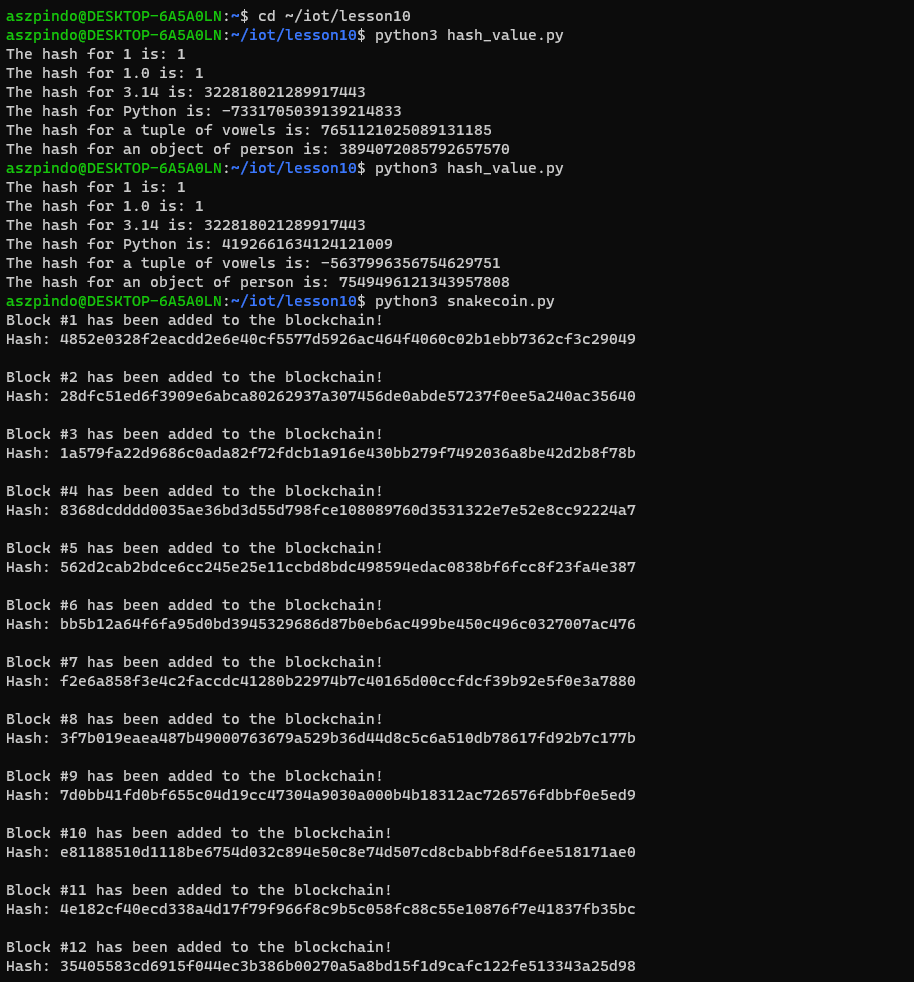 aszpindo@DESKTOP-6A5A0LN:~$ cd ~/iot/lesson10
aszpindo@DESKTOP-6A5A0LN:~/iot/lesson10$ python3 hash_value.py
The hash for 1 is: 1
The hash for 1.0 is: 1
The hash for 3.14 is: 322818021289917443
The hash for Python is: -7331705039139214833
The hash for a tuple of vowels is: 7651121025089131185
The hash for an object of person is: 3894072085792657570
aszpindo@DESKTOP-6A5A0LN:~/iot/lesson10$ python3 hash_value.py
The hash for 1 is: 1
The hash for 1.0 is: 1
The hash for 3.14 is: 322818021289917443
The hash for Python is: 4192661634124121009
The hash for a tuple of vowels is: -5637996356754629751
The hash for an object of person is: 7549496121343957808
aszpindo@DESKTOP-6A5A0LN:~/iot/lesson10$ python3 snakecoin.py
Block #1 has been added to the blockchain!
Hash: 4852e0328f2eacdd2e6e40cf5577d5926ac464f4060c02b1ebb7362cf3c29049
Block #2 has been added to the blockchain!
Hash: 28dfc51ed6f3909e6abca80262937a307456de0abde57237f0ee5a240ac35640
Block #3 has been added to the blockchain!
Hash: 1a579fa22d9686c0ada82f72fdcb1a916e430bb279f7492036a8be42d2b8f78b
Block #4 has been added to the blockchain!
Hash: 8368dcdddd0035ae36bd3d55d798fce108089760d3531322e7e52e8cc92224a7
Block #5 has been added to the blockchain!
Hash: 562d2cab2bdce6cc245e25e11ccbd8bdc498594edac0838bf6fcc8f23fa4e387
Block #6 has been added to the blockchain!
Hash: bb5b12a64f6fa95d0bd3945329686d87b0eb6ac499be450c496c0327007ac476
Block #7 has been added to the blockchain!
Hash: f2e6a858f3e4c2faccdc41280b22974b7c40165d00ccfdcf39b92e5f0e3a7880
Block #8 has been added to the blockchain!
Hash: 3f7b019eaea487b49000763679a529b36d44d8c5c6a510db78617fd92b7c177b
Block #9 has been added to the blockchain!
Hash: 7d0bb41fd0bf655c04d19cc47304a9030a000b4b18312ac726576fdbbf0e5ed9
Block #10 has been added to the blockchain!
Hash: e81188510d1118be6754d032c894e50c8e74d507cd8cbabbf8df6ee518171ae0
Block #11 has been added to the blockchain!
Hash: 4e182cf40ecd338a4d17f79f966f8c9b5c058fc88c55e10876f7e41837fb35bc
Block #12 has been added to the blockchain!
Hash: 35405583cd6915f044ec3b386b00270a5a8bd15f1d9cafc122fe513343a25d98